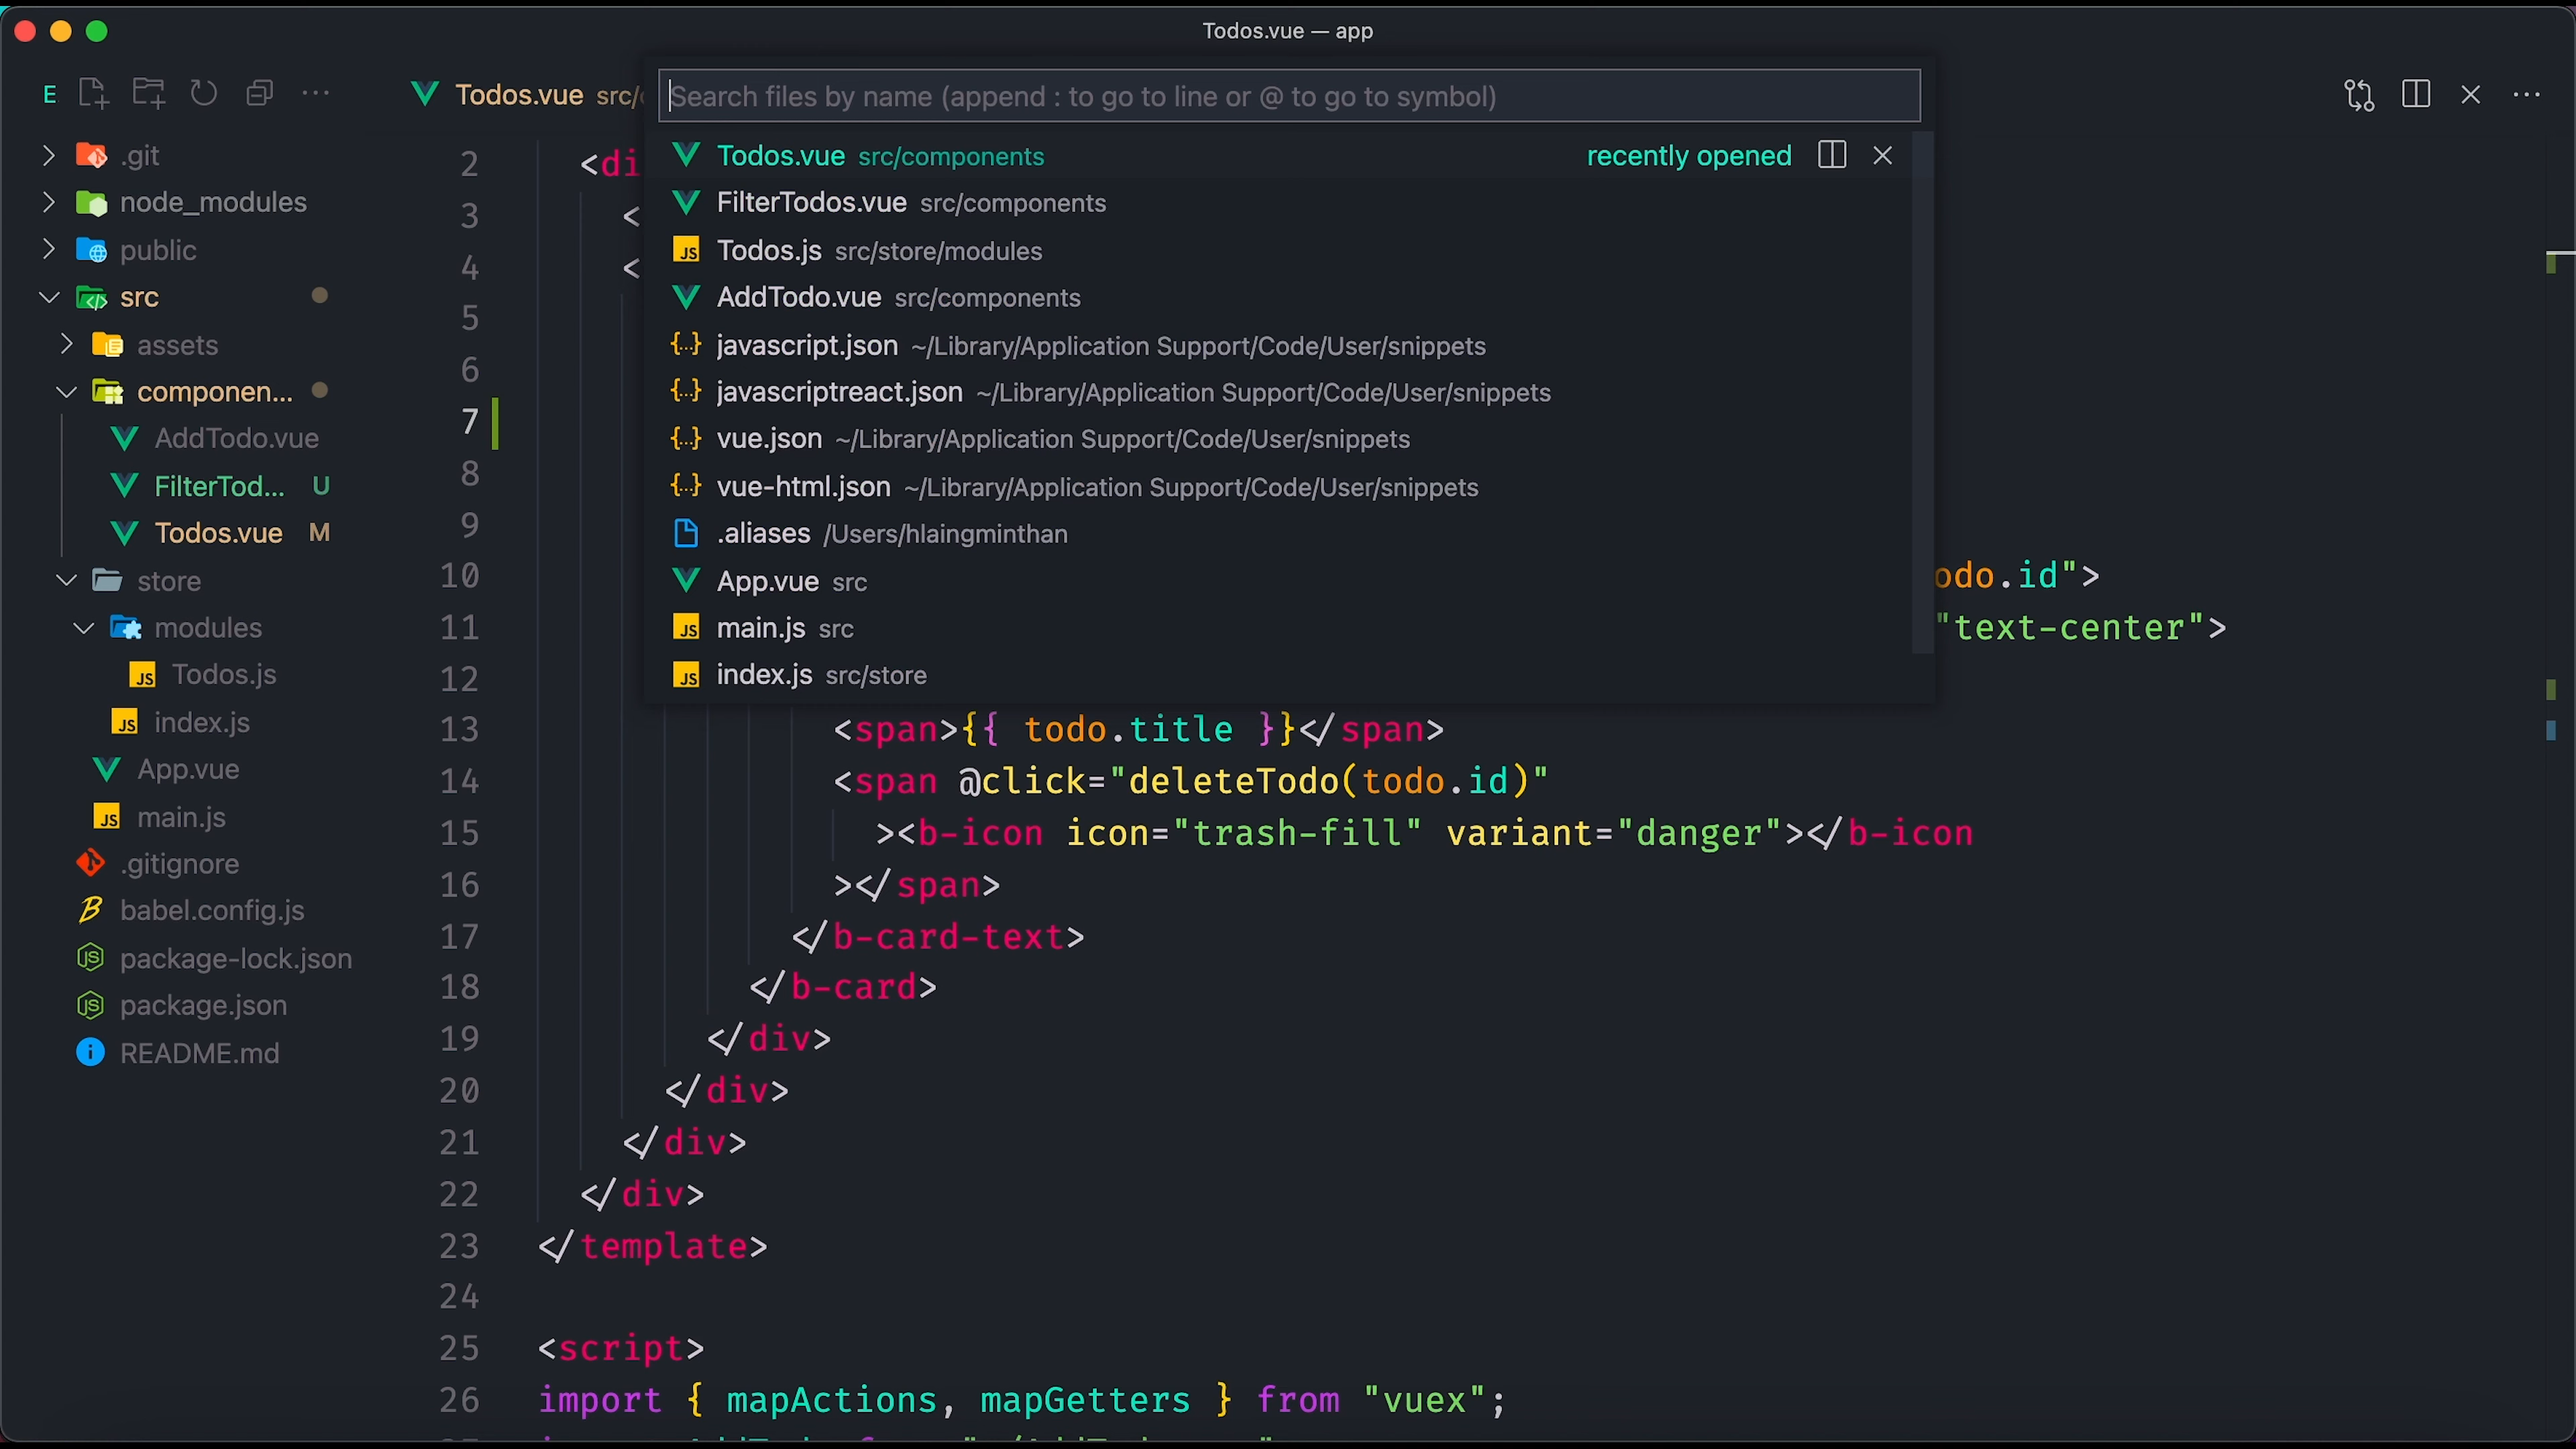 Todos.vue — app
E
Todos.vue src/
Search files by name (append : to go to line or @ to go to symbol)
Todos.vue src/components recently opened
FilterTodos.vue src/components
Todos.js src/store/modules
AddTodo.vue src/components
javascript.json ~/Library/Application Support/Code/User/snippets
javascriptreact.json ~/Library/Application Support/Code/User/snippets
vue.json ~/Library/Application Support/Code/User/snippets
vue-html.json ~/Library/Application Support/Code/User/snippets
.aliases /Users/hlaingminthan
App.vue src
main.js src
index.js src/store
.git
node_modules
public
src
assets
componen...
AddTodo.vue
FilterTod... U
Todos.vue M
store
modules
Todos.js
index.js
App.vue
main.js
.gitignore
babel.config.js
package-lock.json
package.json
README.md
2 <di
3 <
4 <
5
6
7
8
9
10 odo.id">
11 "text-center">
12
13 <span>{{ todo.title }}</span>
14 <span @click="deleteTodo(todo.id)"
15 ><b-icon icon="trash-fill" variant="danger"></b-icon
16 ></span>
17 </b-card-text>
18 </b-card>
19 </div>
20 </div>
21 </div>
22 </div>
23 </template>
24
25 <script>
26 import { mapActions, mapGetters } from "vuex";